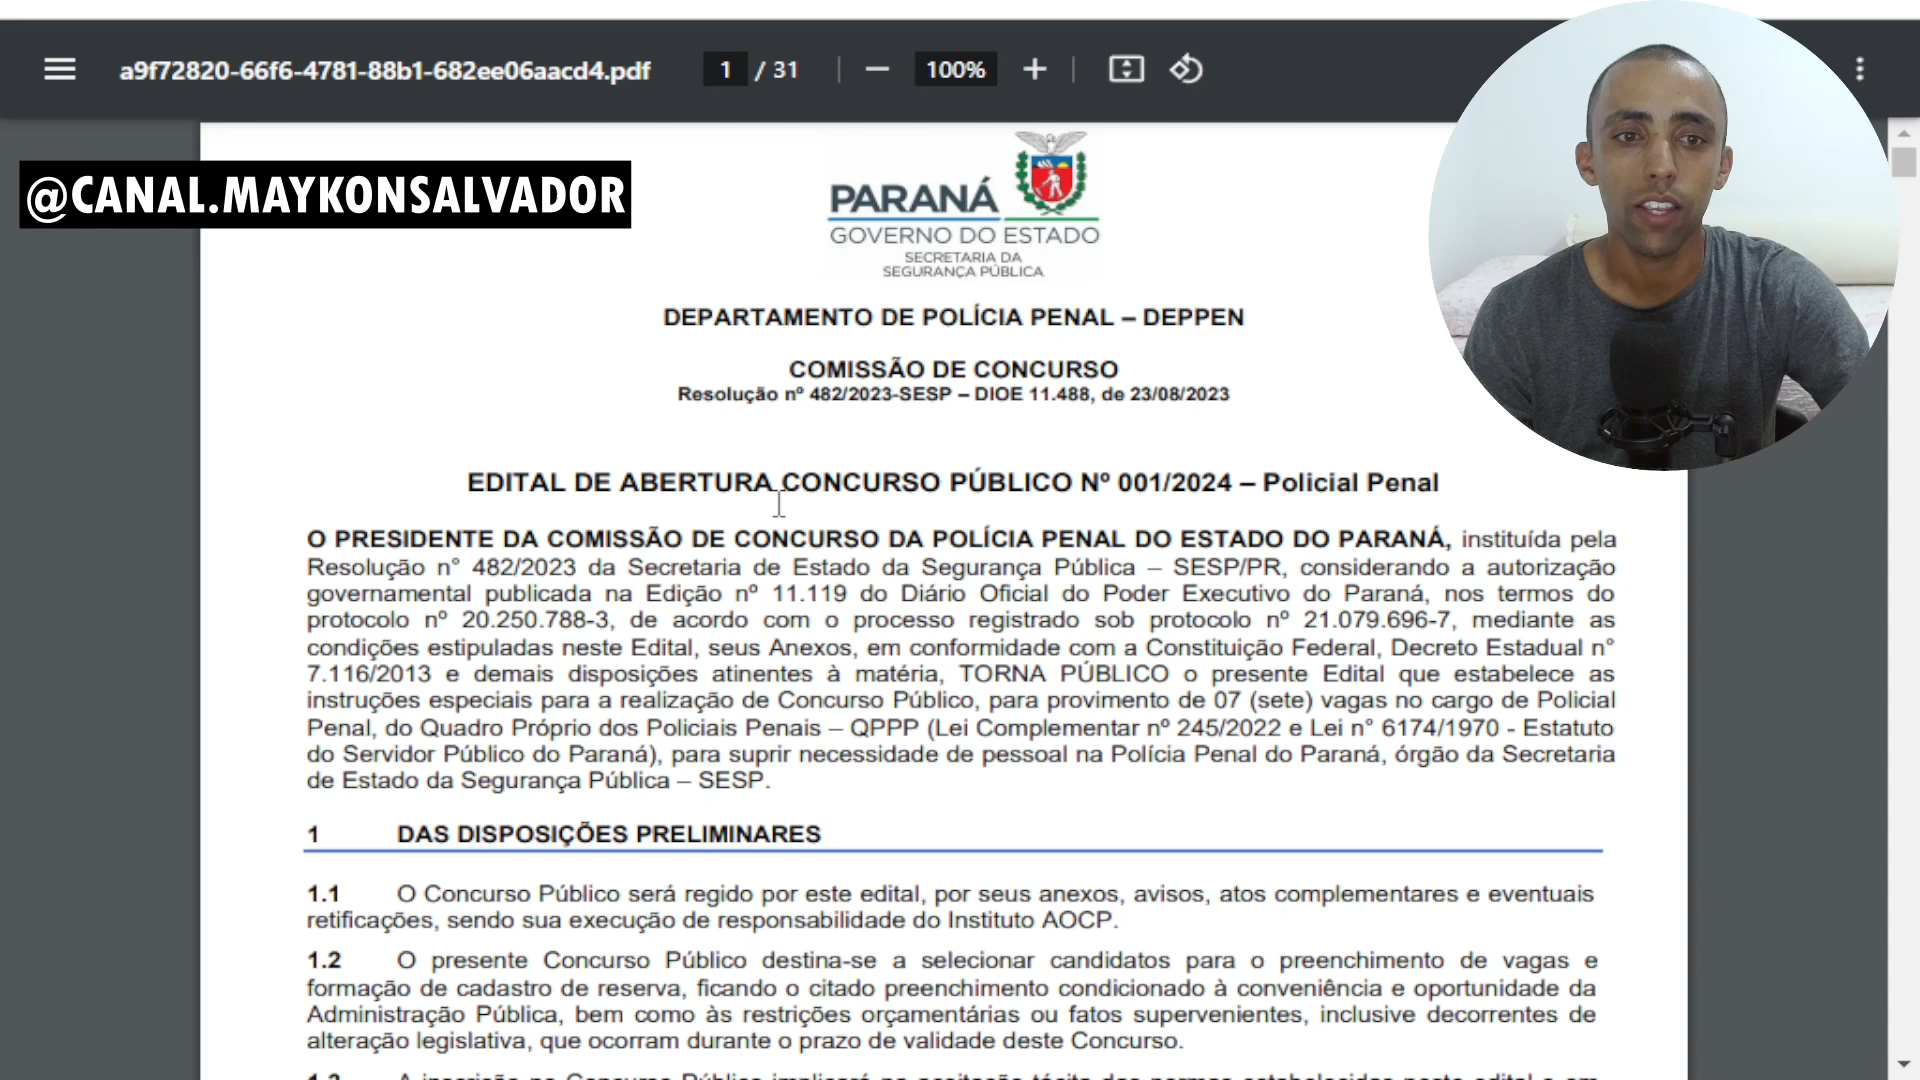 a9f72820-66f6-4781-88b1-682ee06aacd4.pdf
1 / 31
100%
@CANAL.MAYKONSALVADOR
PARANÁ
GOVERNO DO ESTADO
SECRETARIA DA
SEGURANÇA PÚBLICA
DEPARTAMENTO DE POLÍCIA PENAL – DEPPEN
COMISSÃO DE CONCURSO
Resolução nº 482/2023-SESP – DIOE 11.488, de 23/08/2023
EDITAL DE ABERTURA CONCURSO PÚBLICO Nº 001/2024 – Policial Penal
O PRESIDENTE DA COMISSÃO DE CONCURSO DA POLÍCIA PENAL DO ESTADO DO PARANÁ, instituída pela
Resolução n° 482/2023 da Secretaria de Estado da Segurança Pública – SESP/PR, considerando a autorização
governamental publicada na Edição nº 11.119 do Diário Oficial do Poder Executivo do Paraná, nos termos do
protocolo nº 20.250.788-3, de acordo com o processo registrado sob protocolo nº 21.079.696-7, mediante as
condições estipuladas neste Edital, seus Anexos, em conformidade com a Constituição Federal, Decreto Estadual n°
7.116/2013 e demais disposições atinentes à matéria, TORNA PÚBLICO o presente Edital que estabelece as
instruções especiais para a realização de Concurso Público, para provimento de 07 (sete) vagas no cargo de Policial
Penal, do Quadro Próprio dos Policiais Penais – QPPP (Lei Complementar nº 245/2022 e Lei n° 6174/1970 - Estatuto
do Servidor Público do Paraná), para suprir necessidade de pessoal na Polícia Penal do Paraná, órgão da Secretaria
de Estado da Segurança Pública – SESP.
1 DAS DISPOSIÇÕES PRELIMINARES
1.1 O Concurso Público será regido por este edital, por seus anexos, avisos, atos complementares e eventuais
retificações, sendo sua execução de responsabilidade do Instituto AOCP.
1.2 O presente Concurso Público destina-se a selecionar candidatos para o preenchimento de vagas e
formação de cadastro de reserva, ficando o citado preenchimento condicionado à conveniência e oportunidade da
Administração Pública, bem como às restrições orçamentárias ou fatos supervenientes, inclusive decorrentes de
alteração legislativa, que ocorram durante o prazo de validade deste Concurso.